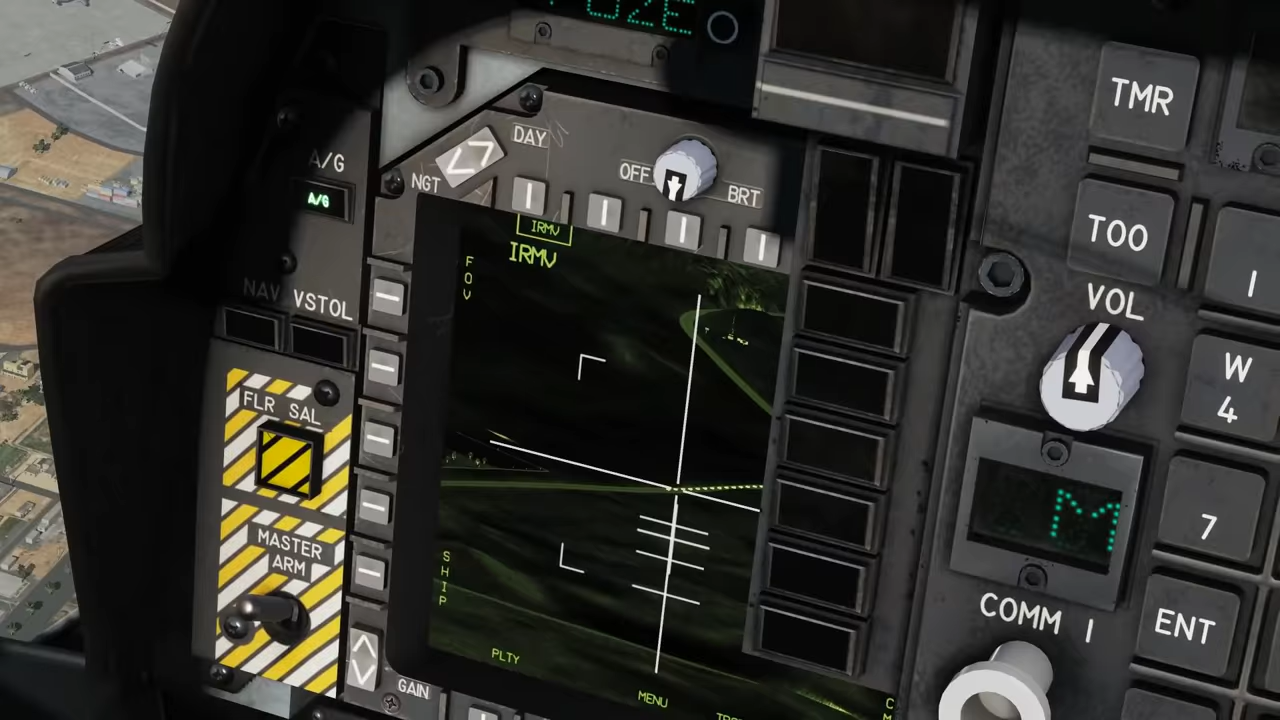 FUZE
TMR
DAY
A/G
OFF
NGT
BRT
A/G
IRMV
TOO
IRMV
FOV
NAV
VSTOL
VOL
I
W
4
FLR SAL
M
7
MASTER
ARM
SHIP
COMM 1
ENT
PLTY
GAIN
MENU